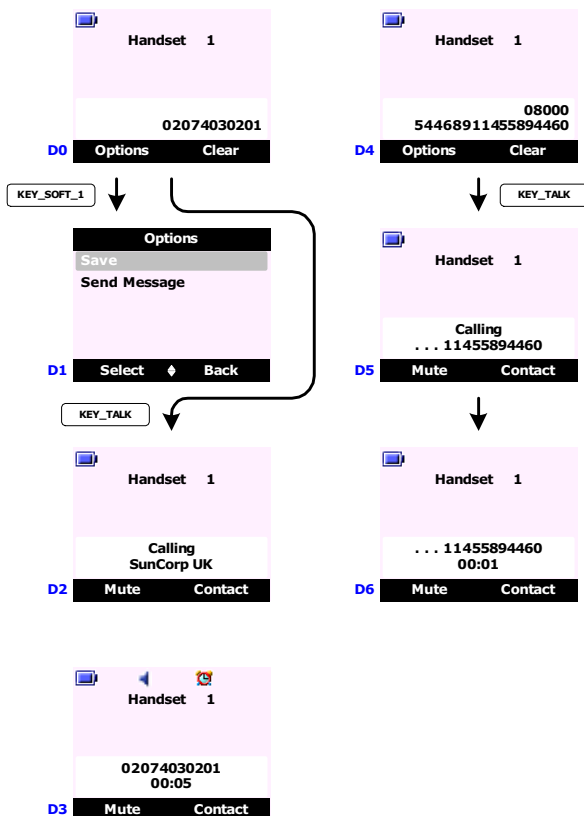 Handset 1
02074030201
D0 Options Clear
KEY_SOFT_1
Options
Save
Send Message
D1 Select Back
KEY_TALK
Handset 1
Calling
SunCorp UK
D2 Mute Contact
Handset 1
02074030201
00:05
D3 Mute Contact
Handset 1
08000
54468911455894460
D4 Options Clear
KEY_TALK
Handset 1
Calling
. . . 11455894460
D5 Mute Contact
Handset 1
. . . 11455894460
00:01
D6 Mute Contact